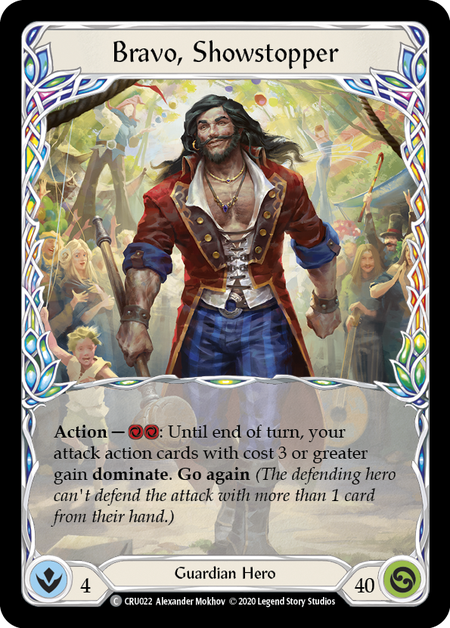 Bravo, Showstopper
Action — : Until end of turn, your
attack action cards with cost 3 or greater
gain dominate. Go again (The defending hero
can't defend the attack with more than 1 card
from their hand.)
Guardian Hero
4
40
C CRU022 Alexander Mokhov © 2020 Legend Story Studios